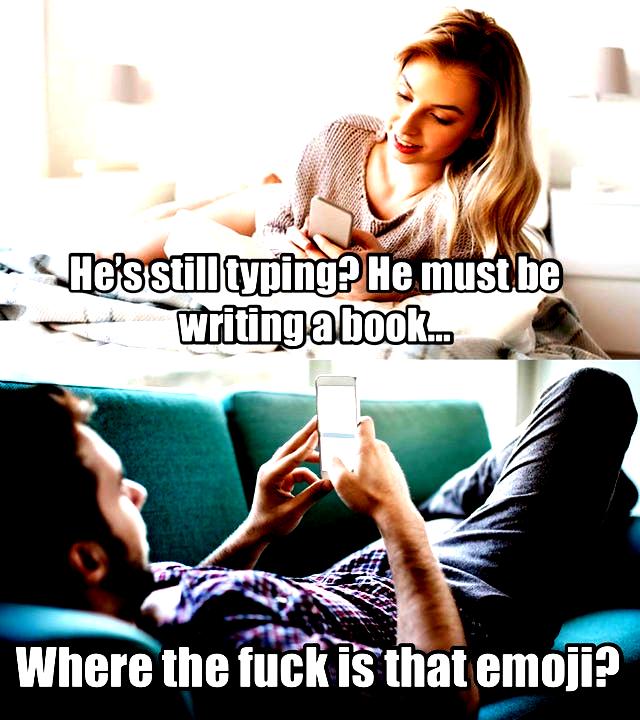 He's still typing? He must be
writing a book...
Where the fuck is that emoji?